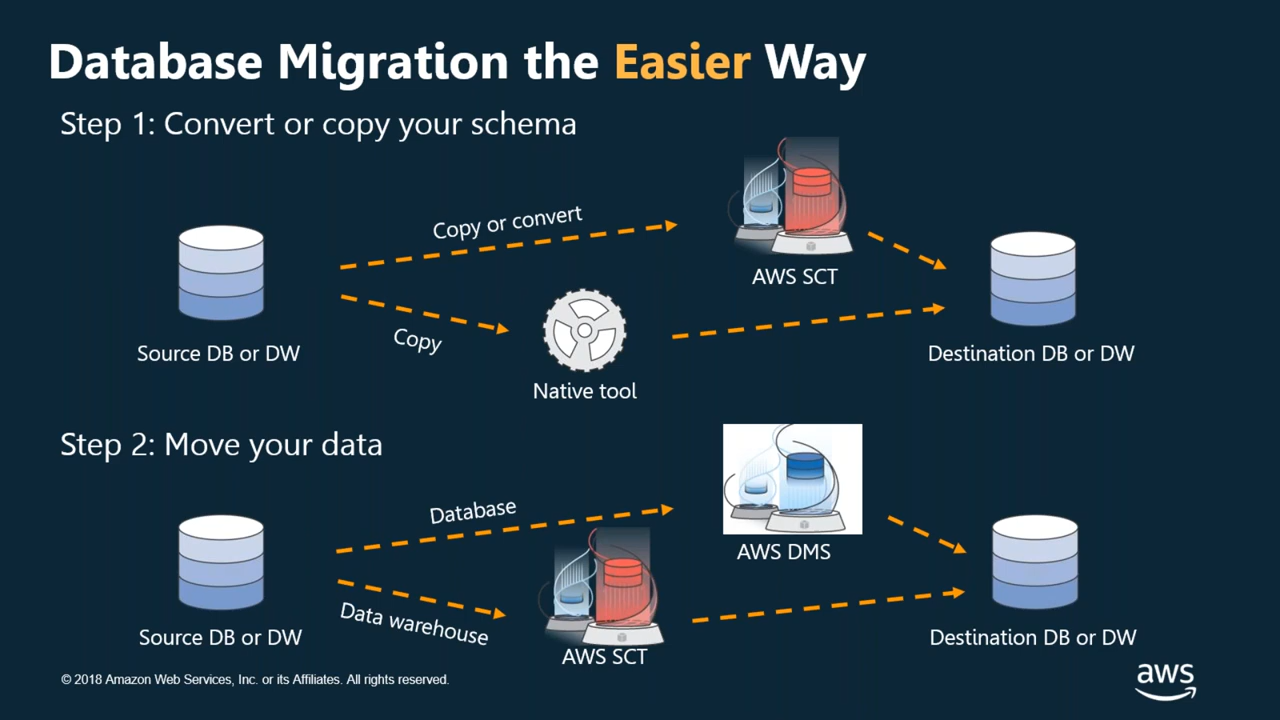 Database Migration the Easier Way
Step 1: Convert or copy your schema
Copy or convert
AWS SCT
Source DB or DW
Copy
Native tool
Destination DB or DW
Step 2: Move your data
Database
AWS DMS
Data warehouse
AWS SCT
Source DB or DW
Destination DB or DW
© 2018 Amazon Web Services, Inc. or its Affiliates. All rights reserved.
aws